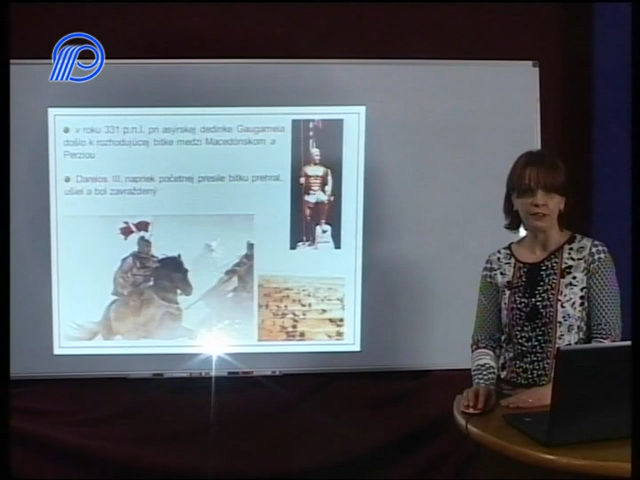 v roku 331 p.n.l. pri asýrskej dedinke Gaugamela
došlo k rozhodujúcej bitke medzi Macedónskom a
Perziou
Dareios III. napriek početnej presile bitku prehral,
ušiel a bol zavraždený